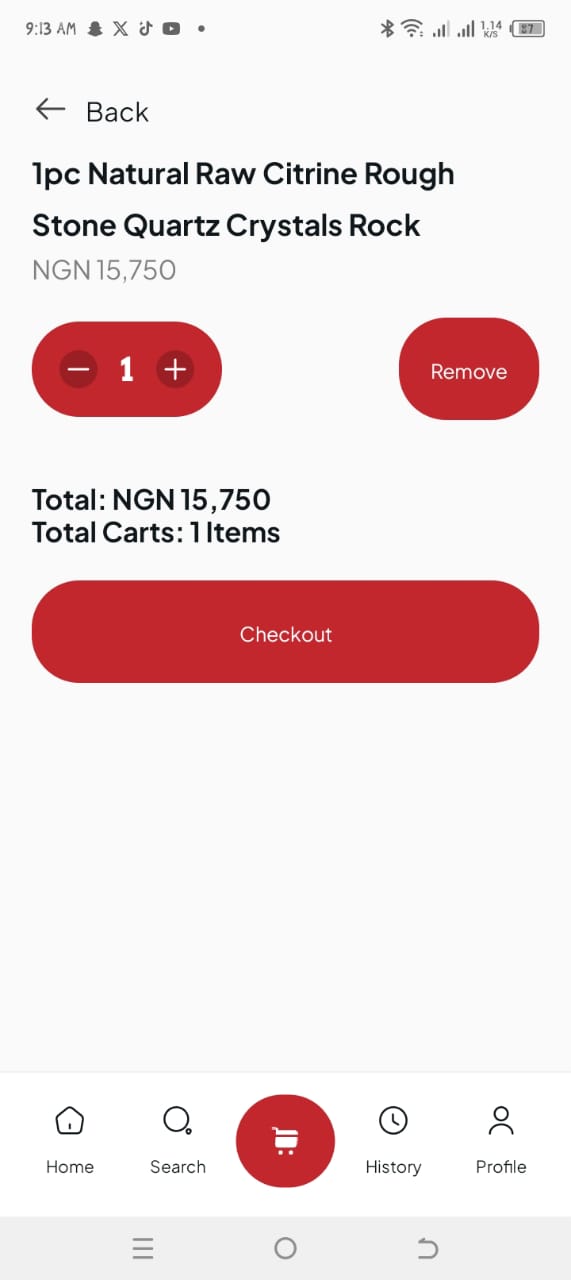 9:13 AM
1.14
K/S
87
Back
1pc Natural Raw Citrine Rough
Stone Quartz Crystals Rock
NGN 15,750
1
Remove
Total: NGN 15,750
Total Carts: 1 Items
Checkout
Home
Search
History
Profile